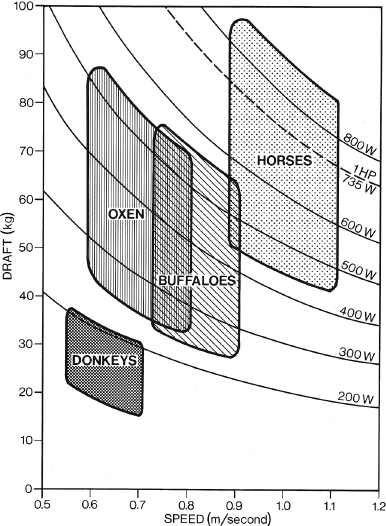 DRAFT (kg)
100
90
80
70
60
50
40
30
20
10
0
800 W
1HP
735 W
600 W
500 W
400 W
300 W
200 W
HORSES
OXEN
BUFFALOES
DONKEYS
0.5 0.6 0.7 0.8 0.9 1.0 1.1 1.2
SPEED (m/second)